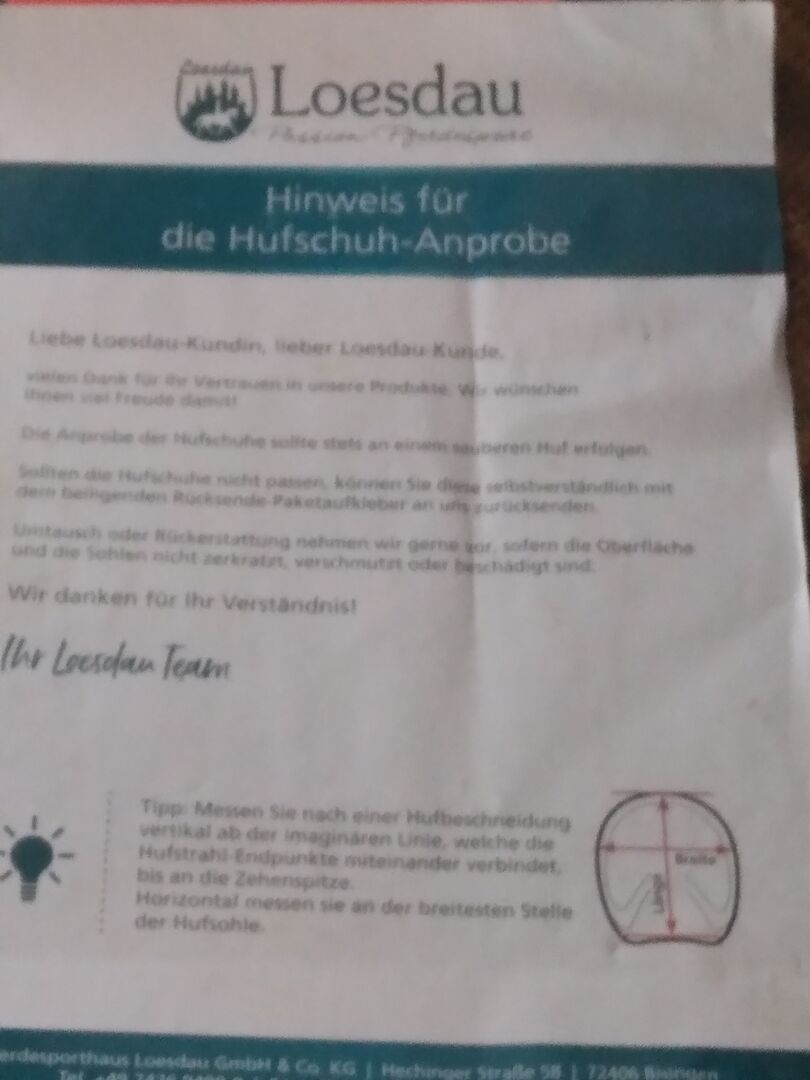 Loesdau
Loesdau
Passion Pferdesport
Hinweis für
die Hufschuh-Anprobe
Liebe Loesdau-Kundin, lieber Loesdau-Kunde,
vielen Dank für Ihr Vertrauen in unsere Produkte. Wir wünschen
Ihnen viel Freude damit!
Die Anprobe der Hufschuhe sollte stets an einem sauberen Huf erfolgen.
Sollten die Hufschuhe nicht passen, können Sie diese selbstverständlich mit
dem beiliegenden Rücksende-Paketaufkleber an uns zurücksenden.
Umtausch oder Rückerstattung nehmen wir gerne vor, sofern die Oberfläche
und die Sohlen nicht zerkratzt, verschmutzt oder beschädigt sind.
Wir danken für Ihr Verständnis!
Ihr Loesdau Team
Tipp: Messen Sie nach einer Hufbeschneidung
vertikal ab der imaginären Linie, welche die
Hufstrahl-Endpunkte miteinander verbindet,
bis an die Zehenspitze.
Horizontal messen sie an der breitesten Stelle
der Hufsohle.
Breite
Länge
erdesporthaus Loesdau GmbH & Co. KG | Hechinger Straße 58 | 72406 Bisingen
Tel. +49 7476